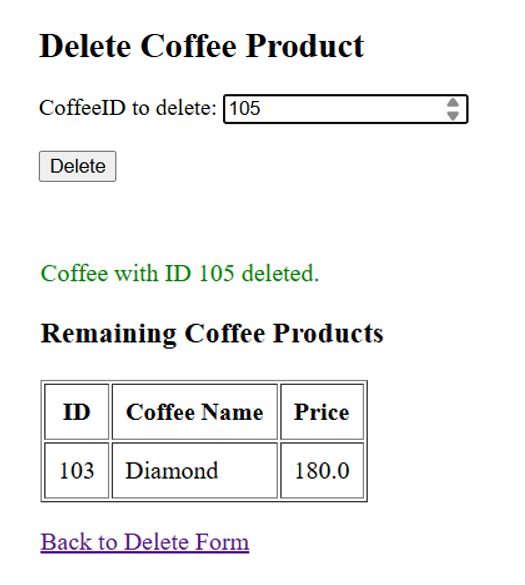 Delete Coffee Product
CoffeeID to delete: 105
Delete
Coffee with ID 105 deleted.
Remaining Coffee Products
ID Coffee Name Price
103 Diamond 180.0
Back to Delete Form